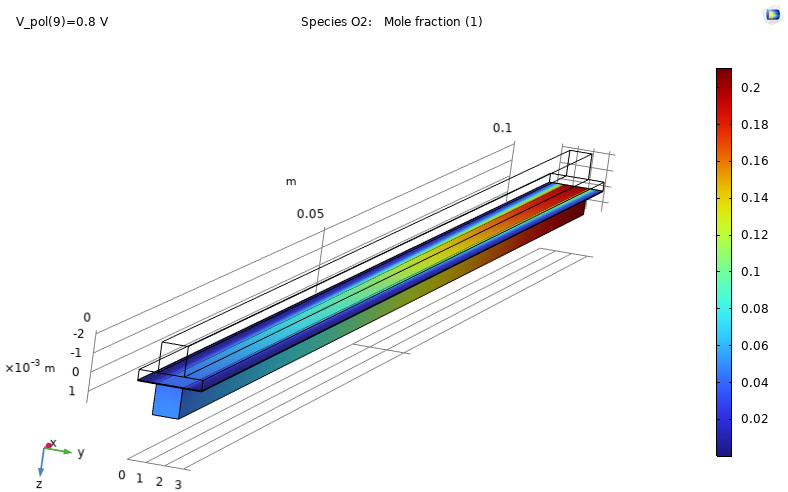 V_pol(9)=0.8 V
Species O2: Mole fraction (1)
0.2
0.18
0.16
0.14
0.12
0.1
0.08
0.06
0.04
0.02
0.1
m
0.05
0
-2
-1
0
1
×10⁻³ m
x
y
z
0 1 2 3